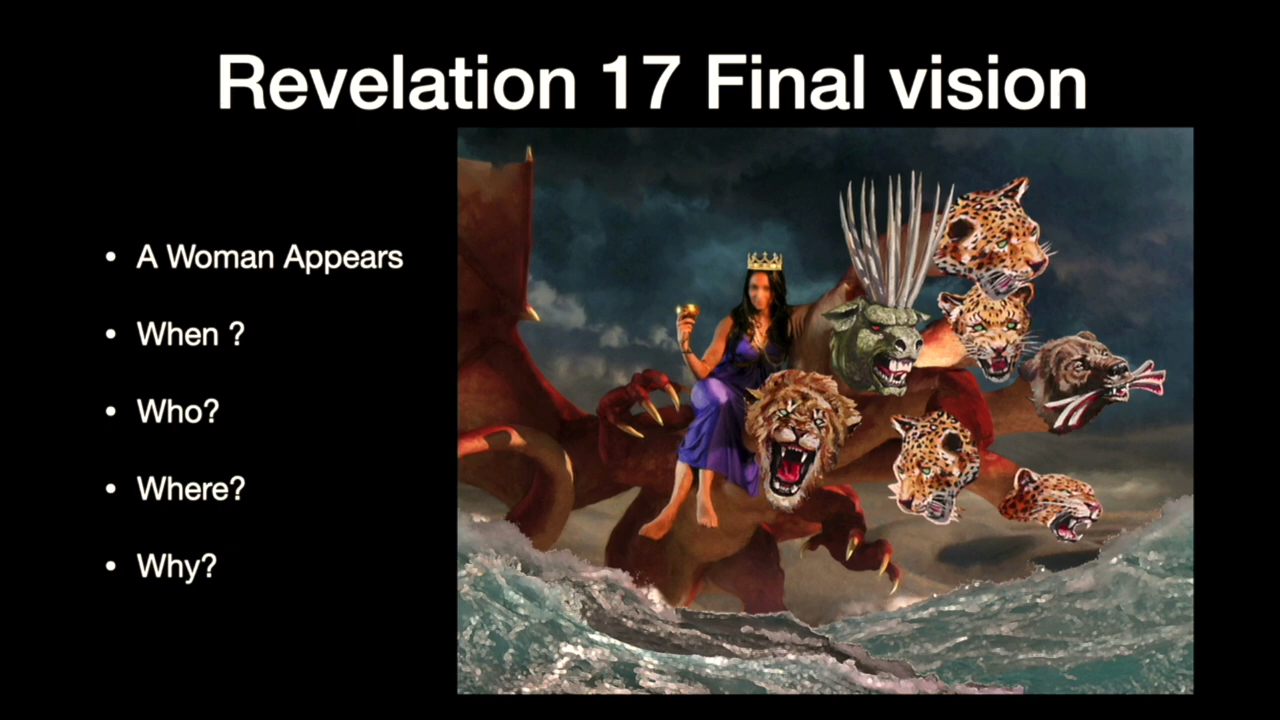 Revelation 17 Final vision
• A Woman Appears
• When ?
• Who?
• Where?
• Why?